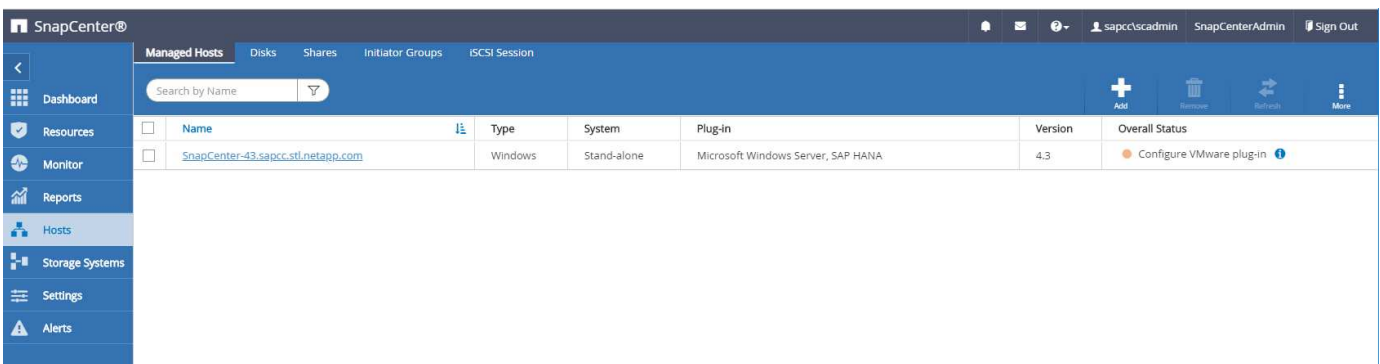 SnapCenter® sapcc\scadmin SnapCenterAdmin Sign Out
Managed Hosts Disks Shares Initiator Groups iSCSI Session
Search by Name
Add Remove Refresh More
Dashboard
Resources
Monitor
Reports
Hosts
Storage Systems
Settings
Alerts
Name Type System Plug-in Version Overall Status
SnapCenter-43.sapcc.stl.netapp.com Windows Stand-alone Microsoft Windows Server, SAP HANA 4.3 Configure VMware plug-in